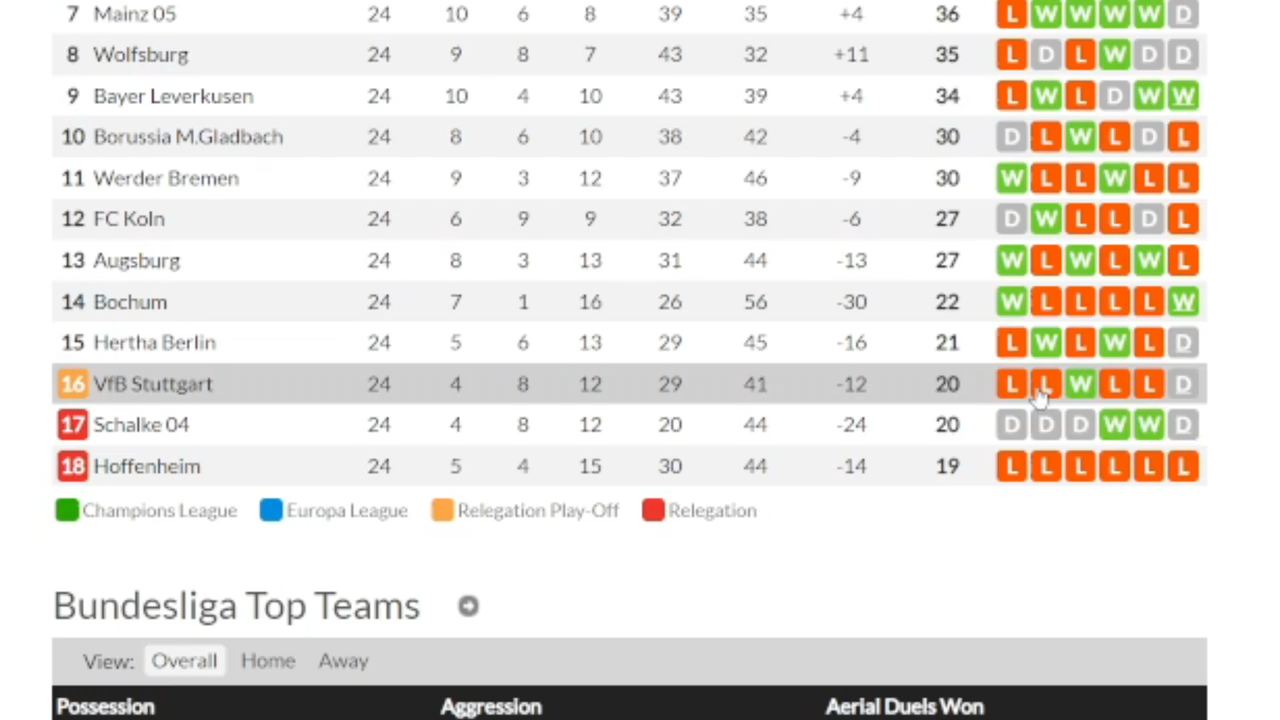 7 Mainz 05 24 10 6 8 39 35 +4 36 L W W W W D
8 Wolfsburg 24 9 8 7 43 32 +11 35 L D L W D D
9 Bayer Leverkusen 24 10 4 10 43 39 +4 34 L W L D W W
10 Borussia M.Gladbach 24 8 6 10 38 42 -4 30 D L W L D L
11 Werder Bremen 24 9 3 12 37 46 -9 30 W L L W L L
12 FC Koln 24 6 9 9 32 38 -6 27 D W L L D L
13 Augsburg 24 8 3 13 31 44 -13 27 W L W L W L
14 Bochum 24 7 1 16 26 56 -30 22 W L L L L W
15 Hertha Berlin 24 5 6 13 29 45 -16 21 L W L W L D
16 VfB Stuttgart 24 4 8 12 29 41 -12 20 L L W L L D
17 Schalke 04 24 4 8 12 20 44 -24 20 D D D W W D
18 Hoffenheim 24 5 4 15 30 44 -14 19 L L L L L L
Champions League Europa League Relegation Play-Off Relegation
Bundesliga Top Teams
View: Overall Home Away
Possession Aggression Aerial Duels Won